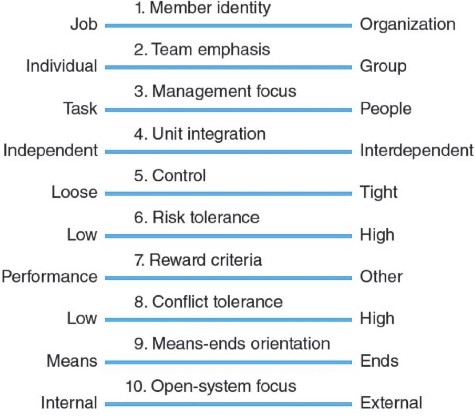 1. Member identity
Job Organization
2. Team emphasis
Individual Group
3. Management focus
Task People
4. Unit integration
Independent Interdependent
5. Control
Loose Tight
6. Risk tolerance
Low High
7. Reward criteria
Performance Other
8. Conflict tolerance
Low High
9. Means-ends orientation
Means Ends
10. Open-system focus
Internal External